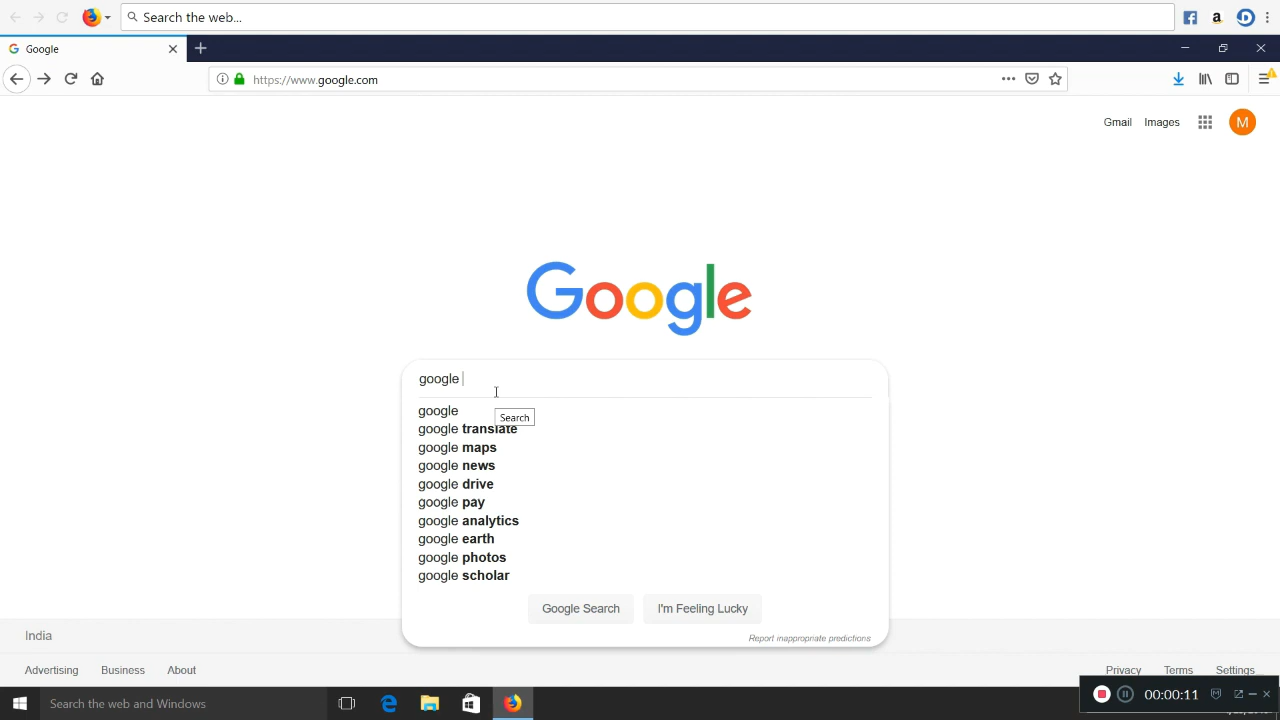 Search the web...
Google
https://www.google.com
Gmail Images M
Google
google
google
Search
google translate
google maps
google news
google drive
google pay
google analytics
google earth
google photos
google scholar
Google Search I'm Feeling Lucky
Report inappropriate predictions
India
Advertising Business About
Privacy Terms Settings
Search the web and Windows
00:00:11